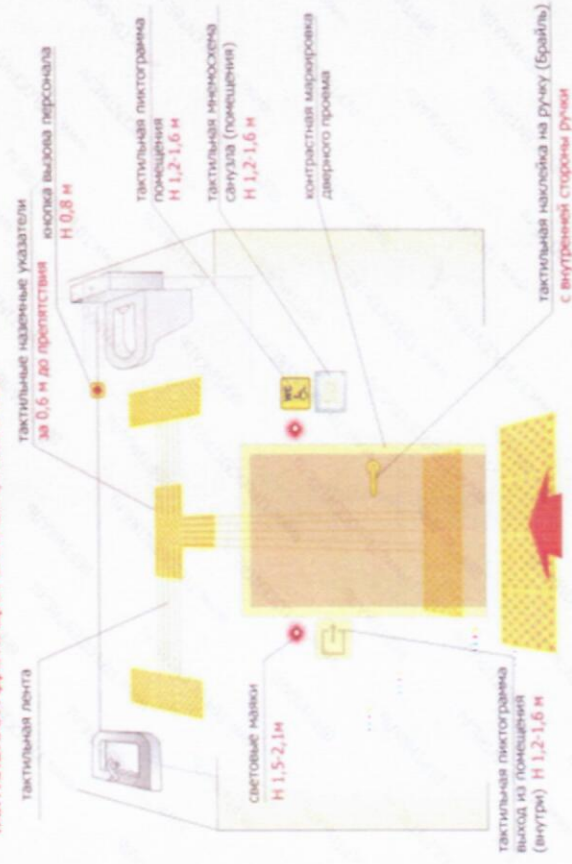 тактильная лента
тактильные наземные указатели
за 0,6 м до препятствия
кнопка вызова персонала
Н 0,8 м
тактильная пиктограмма
помещения
Н 1,2-1,6 м
тактильная мнемосхема
санузла (помещения)
Н 1,2-1,6 м
контрастная маркировка
дверного проема
световые маяки
Н 1,5-2,1м
тактильная пиктограмма
выход из помещения
(внутри) Н 1,2-1,6 м
тактильная наклейка на ручку (Брайль)
с внутренней стороны ручки